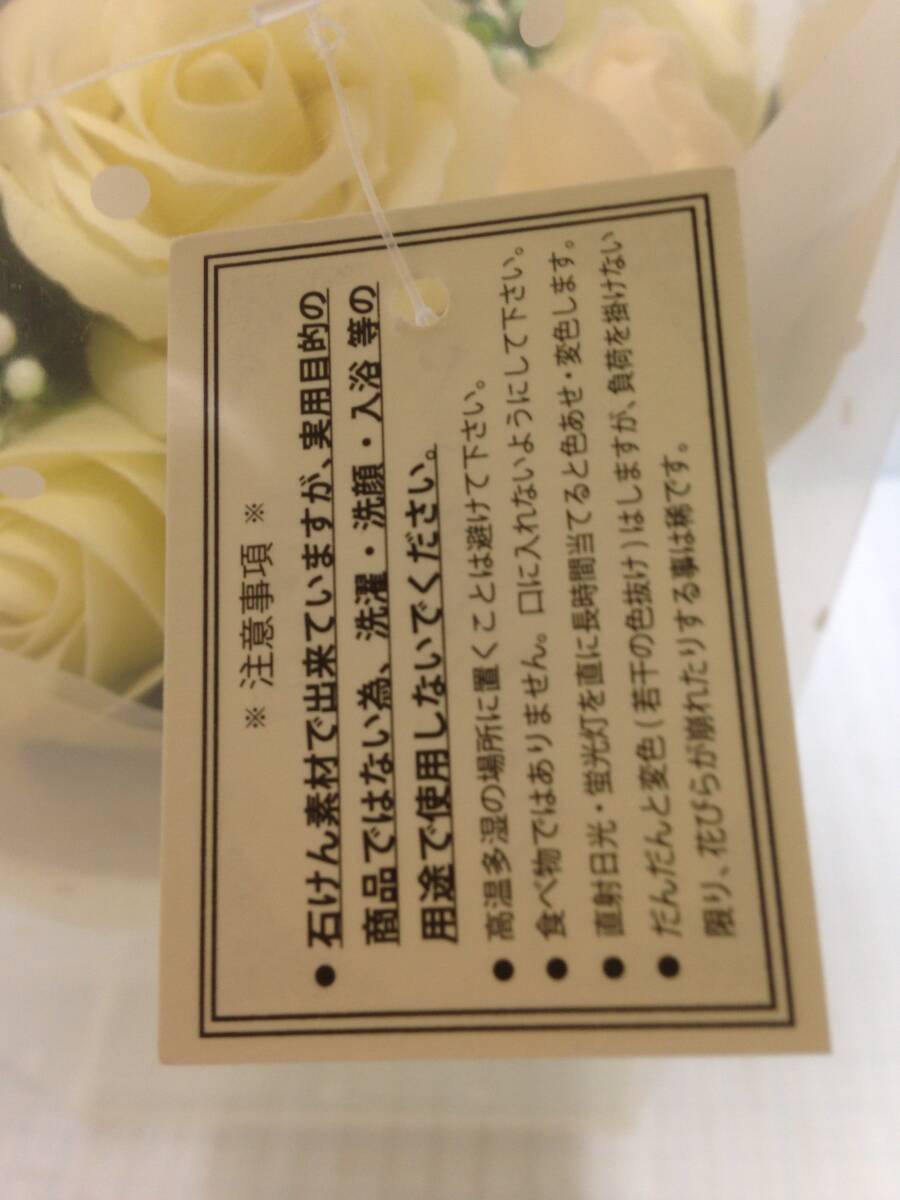 ※ 注意事項 ※
● 石けん素材で出来ていますが、実用目的の
商品ではない為、洗濯・洗顔・入浴 等の
用途で使用しないでください。
● 高温多湿の場所に置くことは避けて下さい。
● 食べ物ではありません。 口に入れないようにして下さい。
● 直射日光・蛍光灯を直に長時間当てると色あせ・変色します。
● だんだんと変色(若干の色抜け)はしますが、負荷を掛けない
限り、花びらが崩れたりする事は稀です。